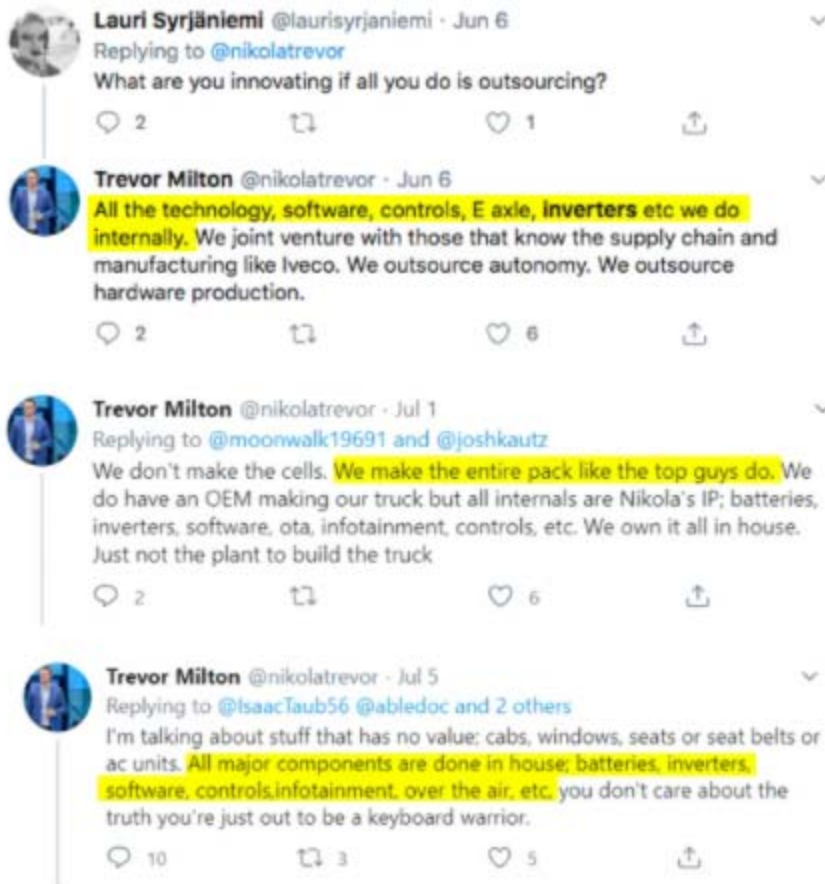 Lauri Syrjäniemi @laurisyrjaniemi · Jun 6
Replying to @nikolatrevor
What are you innovating if all you do is outsourcing?
2 1
Trevor Milton @nikolatrevor · Jun 6
All the technology, software, controls, E axle, inverters etc we do
internally. We joint venture with those that know the supply chain and
manufacturing like Iveco. We outsource autonomy. We outsource
hardware production.
2 6
Trevor Milton @nikolatrevor · Jul 1
Replying to @moonwalk19691 and @joshkautz
We don't make the cells. We make the entire pack like the top guys do. We
do have an OEM making our truck but all internals are Nikola's IP; batteries,
inverters, software, ota, infotainment, controls, etc. We own it all in house.
Just not the plant to build the truck
2 6
Trevor Milton @nikolatrevor · Jul 5
Replying to @IsaacTaub56 @abledoc and 2 others
I'm talking about stuff that has no value; cabs, windows, seats or seat belts or
ac units. All major components are done in house; batteries, inverters,
software, controls,infotainment, over the air, etc. you don't care about the
truth you're just out to be a keyboard warrior.
10 3 5